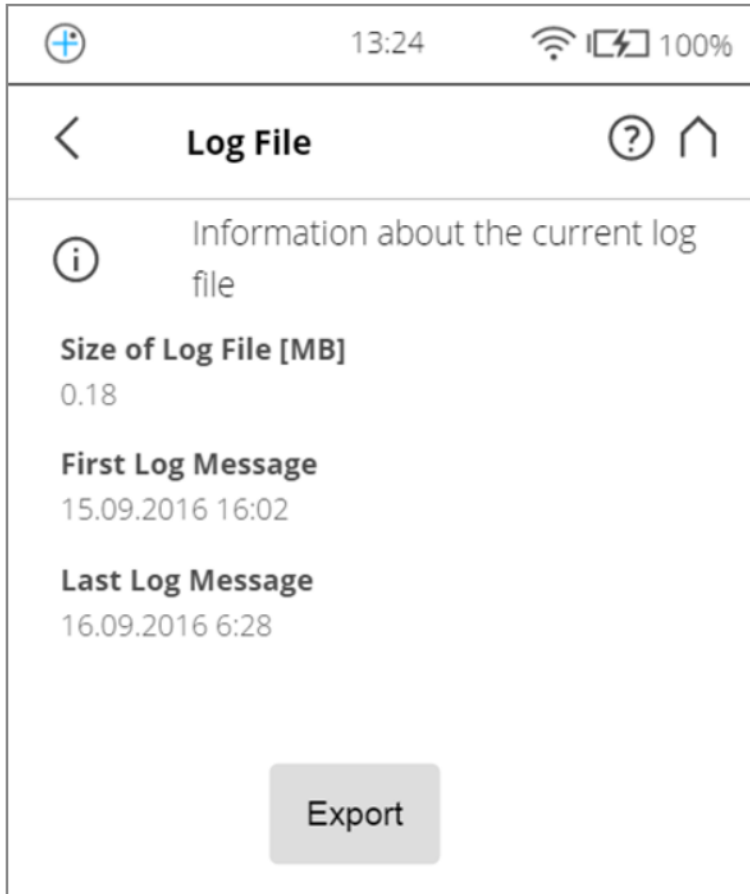 13:24 100%
Log File
Information about the current log
file
Size of Log File [MB]
0.18
First Log Message
15.09.2016 16:02
Last Log Message
16.09.2016 6:28
Export